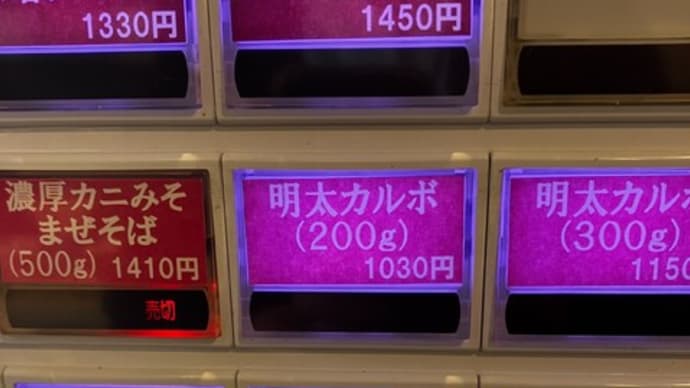 1330円
1450円
濃厚カニみそ
まぜそば
(500g) 1410円
売切
明太カルボ
(200g)
1030円
明太カル
(300g)
1150